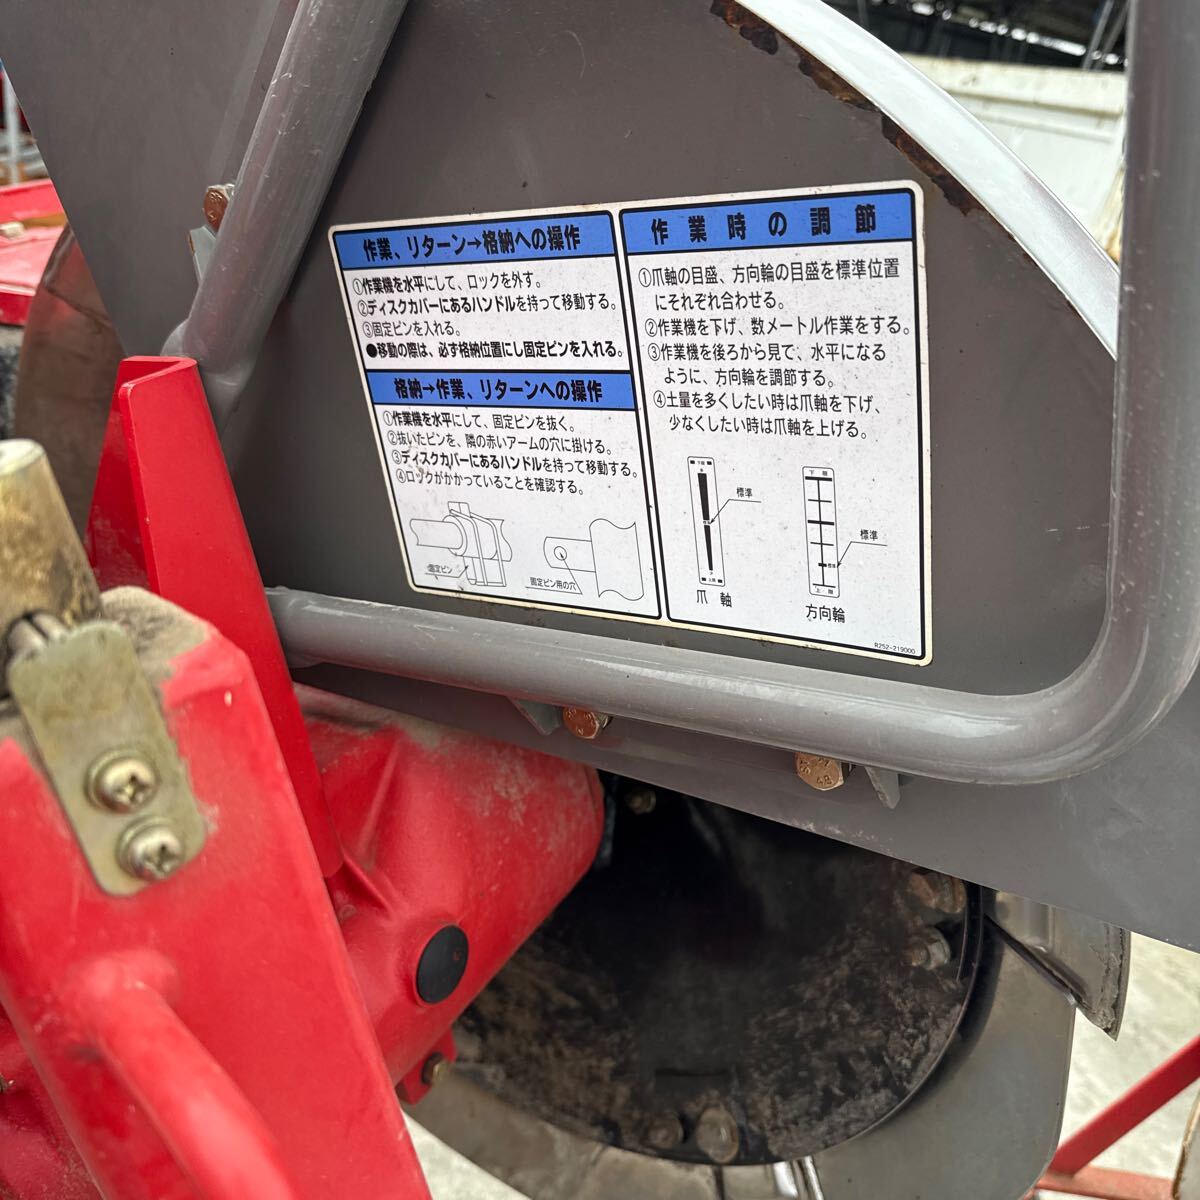 作業、リターン→格納への操作
①作業機を水平にして、ロックを外す。
②ディスクカバーにあるハンドルを持って移動する。
③固定ピンを入れる。
●移動の際は、必ず格納位置にし固定ピンを入れる。
格納→作業、リターンへの操作
①作業機を水平にして、固定ピンを抜く。
②抜いたピンを、隣の赤いアームの穴に掛ける。
③ディスクカバーにあるハンドルを持って移動する。
④ロックがかかっていることを確認する。
固定ピン
固定ピン用の穴
作業時の調節
①爪軸の目盛、方向輪の目盛を標準位置
にそれぞれ合わせる。
②作業機を下げ、数メートル作業をする。
③作業機を後ろから見て、水平になる
ように、方向輪を調節する。
④土量を多くしたい時は爪軸を下げ、
少なくしたい時は爪軸を上げる。
下限
標準
標準
上限
爪軸
下限
標準
標準
上限
方向輪
R252-219000